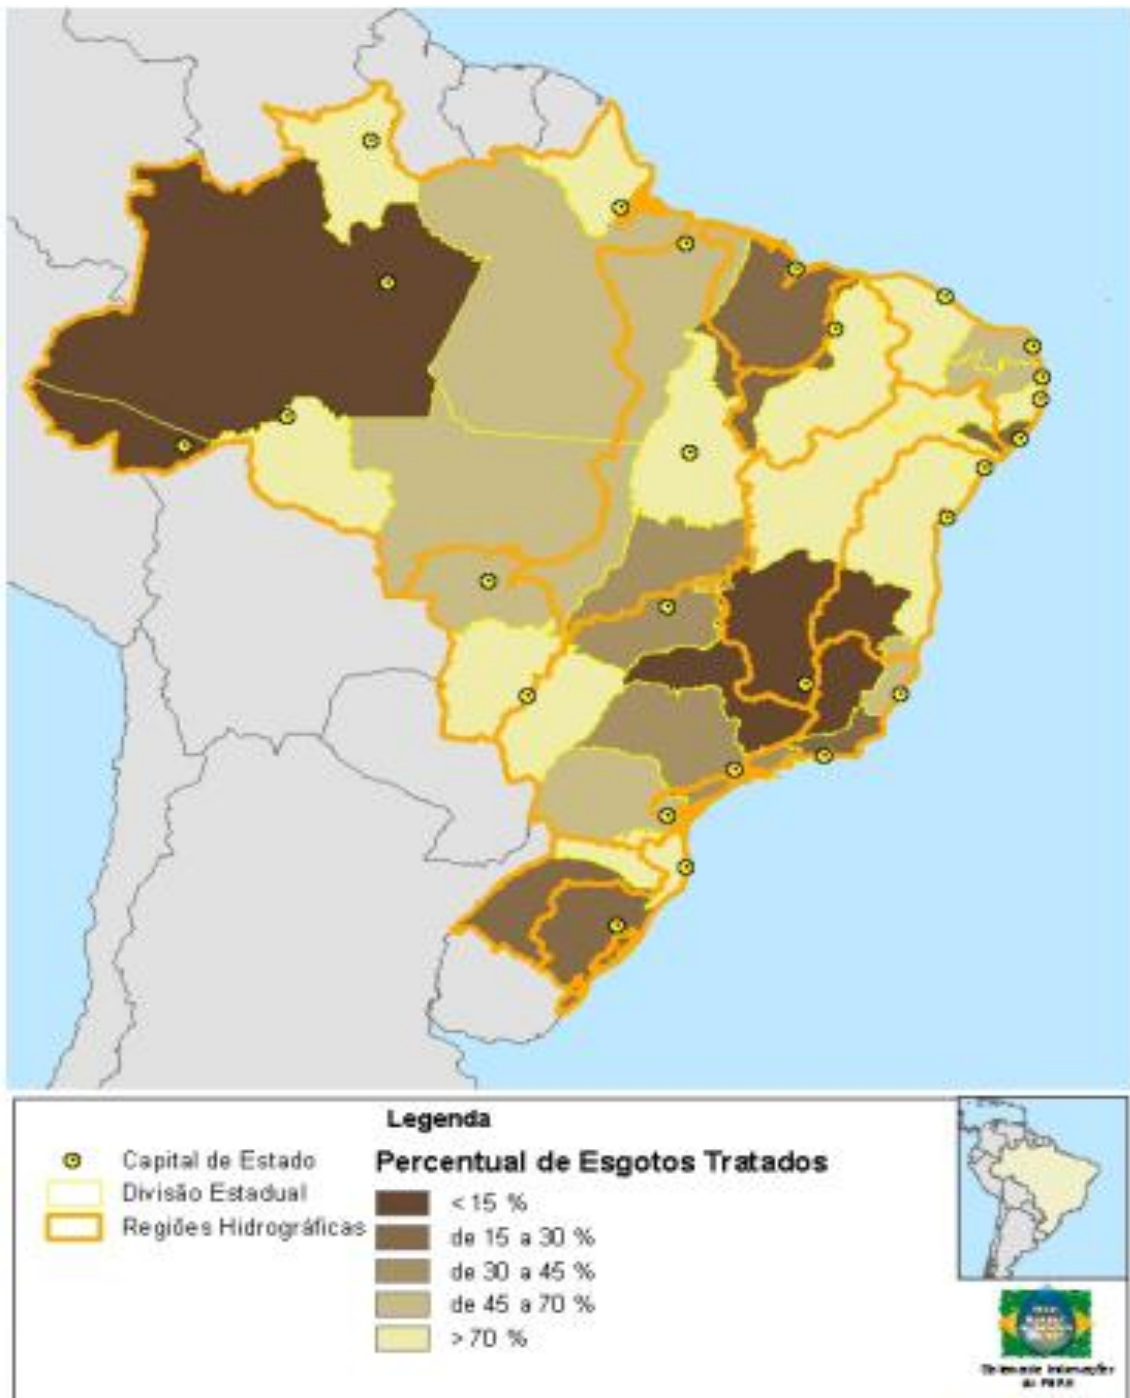 Legenda
Capital de Estado
Divisão Estadual
Regiões Hidrográficas
Percentual de Esgotos Tratados
< 15 %
de 15 a 30 %
de 30 a 45 %
de 45 a 70 %
> 70 %